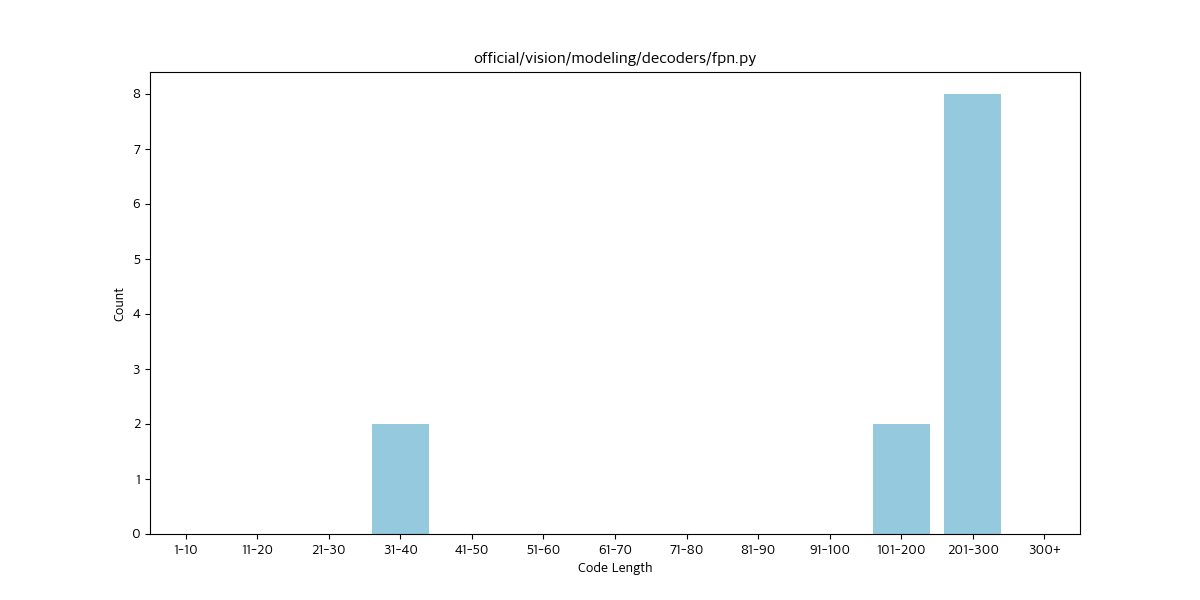 official/vision/modeling/decoders/fpn.py
Count
8
7
6
5
4
3
2
1
0
1-10 11-20 21-30 31-40 41-50 51-60 61-70 71-80 81-90 91-100 101-200 201-300 300+
Code Length